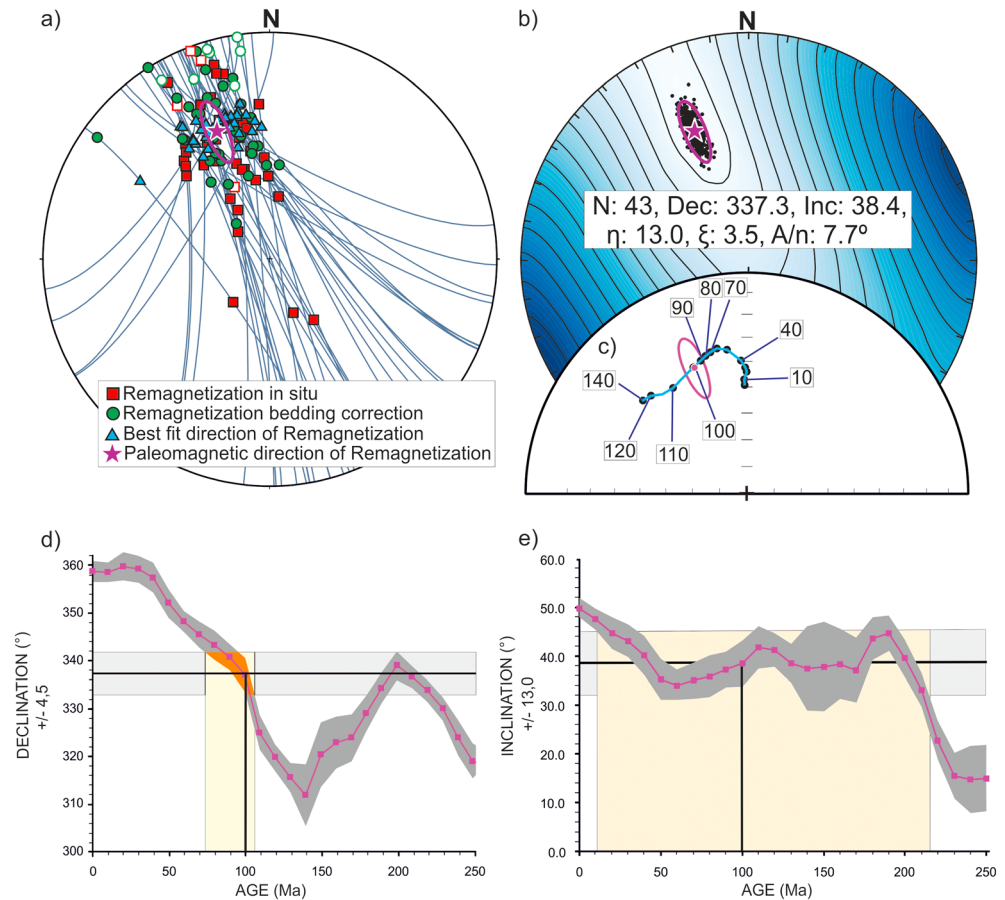 a)
N
Remagnetization in situ
Remagnetization bedding correction
Best fit direction of Remagnetization
Paleomagnetic direction of Remagnetization
b)
N
N: 43, Dec: 337.3, Inc: 38.4,
η: 13.0, ξ: 3.5, A/n: 7.7º
c)
80
70
90
40
140
10
100
120
110
d)
360
350
340
330
320
310
300
DECLINATION (°)
+/- 4,5
0
50
100
150
200
250
AGE (Ma)
e)
60.0
50.0
40.0
30.0
20.0
10.0
0.0
INCLINATION (°)
+/- 13,0
0
50
100
150
200
250
AGE (Ma)